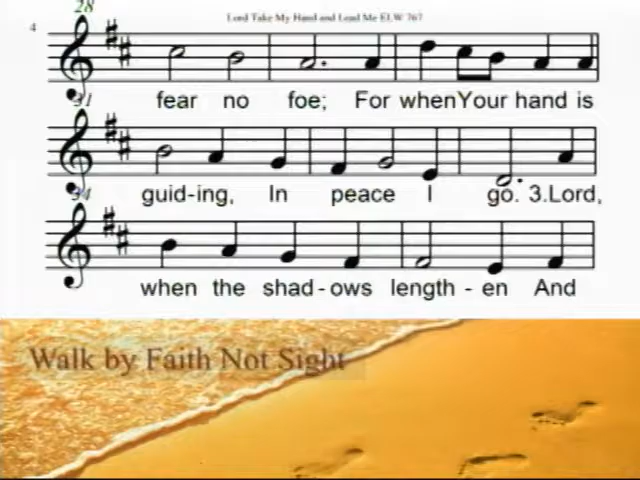 28
Lord Take My Hand and Lead Me ELW 767
4
fear no foe; For whenYour hand is
31
guid-ing, In peace I go. 3.Lord,
34
when the shad-ows length-en And
Walk by Faith Not Sight